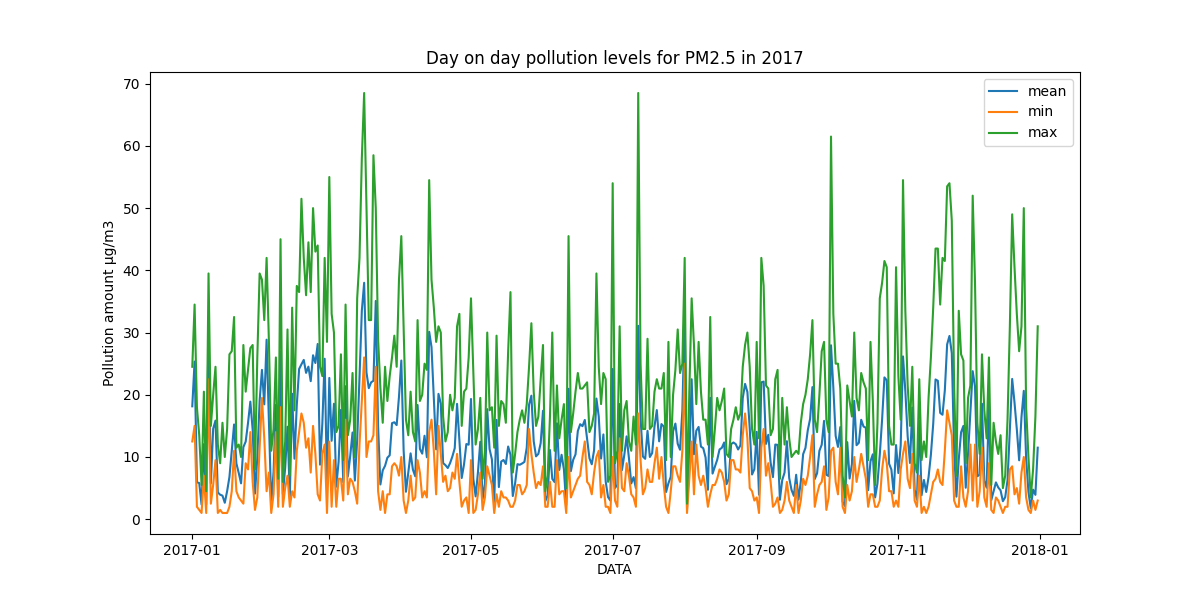 Day on day pollution levels for PM2.5 in 2017
mean
min
max
70
60
50
40
30
20
10
0
Pollution amount µg/m3
2017-01
2017-03
2017-05
2017-07
2017-09
2017-11
2018-01
DATA